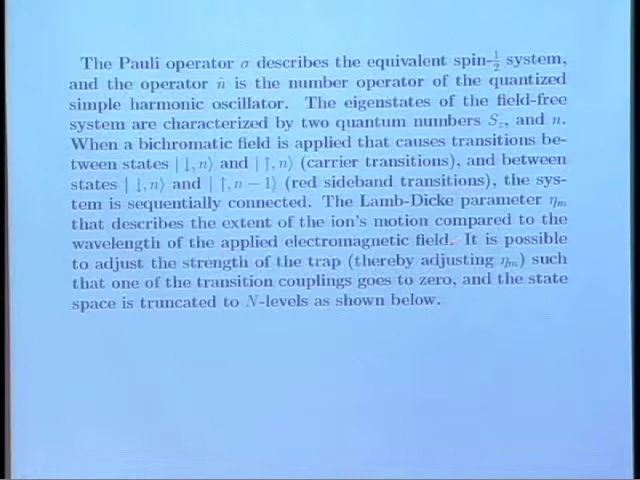 The Pauli operator σ describes the equivalent spin-½ system,
and the operator n̂ is the number operator of the quantized
simple harmonic oscillator. The eigenstates of the field-free
system are characterized by two quantum numbers S_z, and n.
When a bichromatic field is applied that causes transitions be-
tween states | ↓, n⟩ and | ↑, n⟩ (carrier transitions), and between
states | ↓, n⟩ and | ↑, n − 1⟩ (red sideband transitions), the sys-
tem is sequentially connected. The Lamb-Dicke parameter η_m
that describes the extent of the ion's motion compared to the
wavelength of the applied electromagnetic field. It is possible
to adjust the strength of the trap (thereby adjusting η_m) such
that one of the transition couplings goes to zero, and the state
space is truncated to N-levels as shown below.